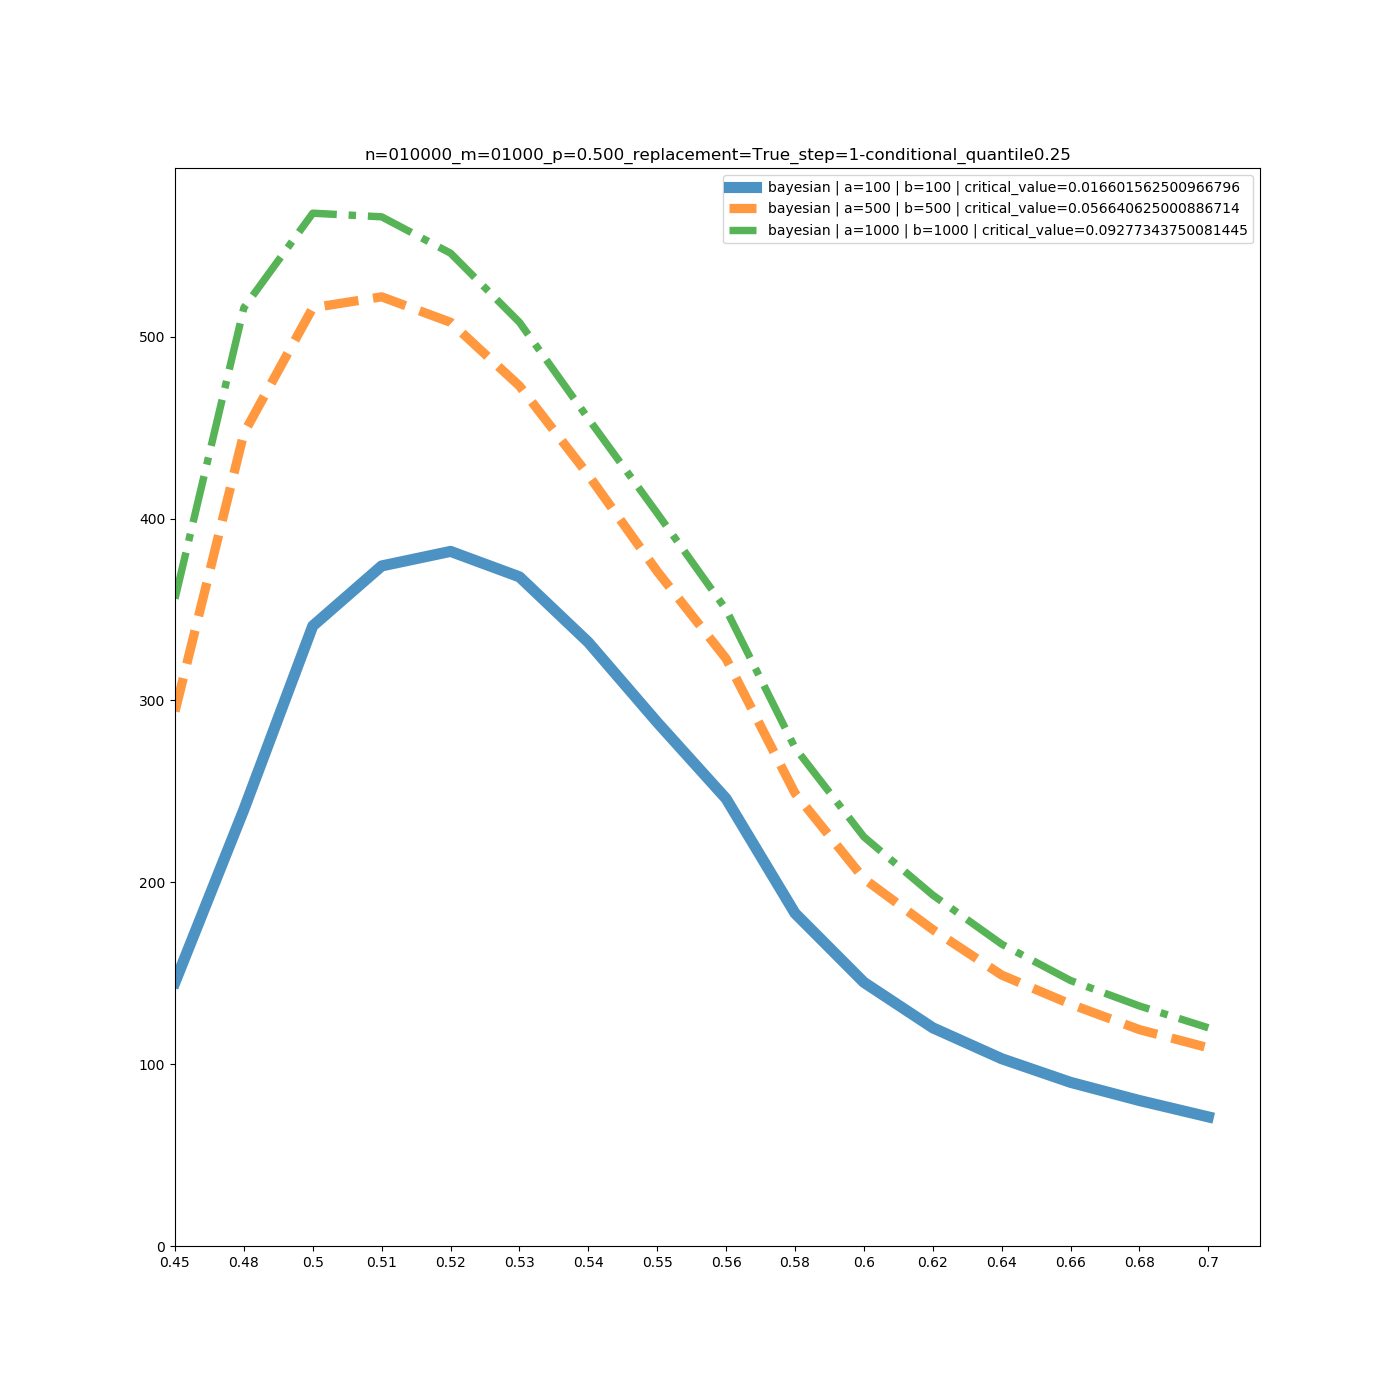 n=010000_m=01000_p=0.500_replacement=True_step=1-conditional_quantile0.25
bayesian | a=100 | b=100 | critical_value=0.016601562500966796
bayesian | a=500 | b=500 | critical_value=0.056640625000886714
bayesian | a=1000 | b=1000 | critical_value=0.09277343750081445
500
400
300
200
100
0
0.45 0.48 0.5 0.51 0.52 0.53 0.54 0.55 0.56 0.58 0.6 0.62 0.64 0.66 0.68 0.7